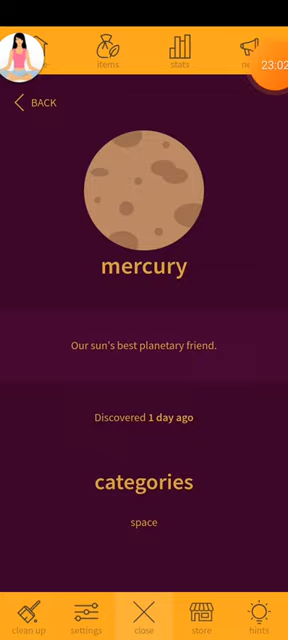 items
stats
23:02
BACK
mercury
Our sun's best planetary friend.
Discovered 1 day ago
categories
space
clean up
settings
close
store
hints